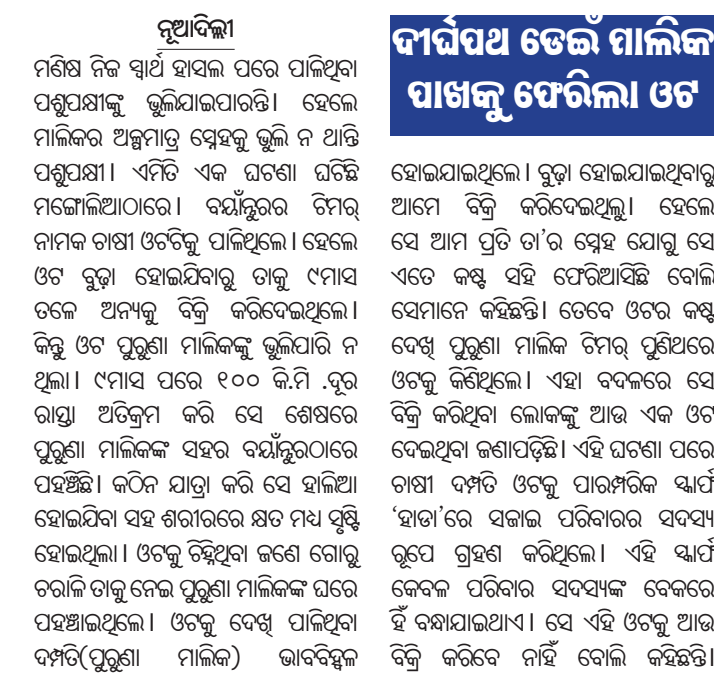 ଦୀର୍ଘପଥ ଡେଇଁ ମାଲିକ
ପାଖକୁ ଫେରିଲା ଓଟ
ନୂଆଦିଲ୍ଲୀ
ମଣିଷ ନିଜ ସ୍ୱାର୍ଥ ହାସଲ ପରେ ପାଳିଥିବା
ପଶୁପକ୍ଷୀଙ୍କୁ ଭୁଲିଯାଇପାରନ୍ତି। ହେଲେ
ମାଲିକର ଅଳ୍ପମାତ୍ର ସ୍ନେହକୁ ଭୁଲି ନ ଥାନ୍ତି
ପଶୁପକ୍ଷୀ। ଏମିତି ଏକ ଘଟଣା ଘଟିଛି
ମଙ୍ଗୋଲିଆଠାରେ। ବୟାଁନ୍ନୁରର ଟିମର୍
ନାମକ ଚାଷୀ ଓଟଟିକୁ ପାଳିଥିଲେ। ହେଲେ
ଓଟ ବୁଢ଼ା ହୋଇଯିବାରୁ ତାକୁ ୯ମାସ
ତଳେ ଅନ୍ୟକୁ ବିକ୍ରି କରିଦେଇଥିଲେ।
କିନ୍ତୁ ଓଟ ପୁରୁଣା ମାଲିକଙ୍କୁ ଭୁଲିପାରି ନ
ଥିଲା। ୯ମାସ ପରେ ୧୦୦ କି.ମି .ଦୂର
ରାସ୍ତା ଅତିକ୍ରମ କରି ସେ ଶେଷରେ
ପୁରୁଣା ମାଲିକଙ୍କ ସହର ବୟାଁନ୍ନୁରଠାରେ
ପହଞ୍ଚିଛି। କଠିନ ଯାତ୍ରା କରି ସେ ହାଲିଆ
ହୋଇଯିବା ସହ ଶରୀରରେ କ୍ଷତ ମଧ୍ୟ ସୃଷ୍ଟି
ହୋଇଥିଲା। ଓଟକୁ ଚିହ୍ନିଥିବା ଜଣେ ଗୋରୁ
ଚରାଳି ତାକୁ ନେଇ ପୁରୁଣା ମାଲିକଙ୍କ ଘରେ
ପହଞ୍ଚାଇଥିଲେ। ଓଟକୁ ଦେଖି ପାଳିଥିବା
ଦମ୍ପତି(ପୁରୁଣା ମାଲିକ) ଭାବବିହ୍ୱଳ
ହୋଇଯାଇଥିଲେ। ବୁଢ଼ା ହୋଇଯାଇଥିବାରୁ
ଆମେ ବିକ୍ରି କରିଦେଇଥିଲୁ। ହେଲେ
ସେ ଆମ ପ୍ରତି ତା'ର ସ୍ନେହ ଯୋଗୁ ସେ
ଏତେ କଷ୍ଟ ସହି ଫେରିଆସିଛି ବୋଲି
ସେମାନେ କହିଛନ୍ତି। ତେବେ ଓଟର କଷ୍ଟ
ଦେଖି ପୁରୁଣା ମାଲିକ ଟିମର୍ ପୁଣିଥରେ
ଓଟକୁ କିଣିଥିଲେ। ଏହା ବଦଳରେ ସେ
ବିକ୍ରି କରିଥିବା ଲୋକଙ୍କୁ ଆଉ ଏକ ଓଟ
ଦେଇଥିବା ଜଣାପଡ଼ିଛି। ଏହି ଘଟଣା ପରେ
ଚାଷୀ ଦମ୍ପତି ଓଟକୁ ପାରମ୍ପରିକ ସ୍କାର୍ଫ
‘ହାଡା’ରେ ସଜାଇ ପରିବାରର ସଦସ୍ୟ
ରୂପେ ଗ୍ରହଣ କରିଥିଲେ। ଏହି ସ୍କାର୍ଫ
କେବଳ ପରିବାର ସଦସ୍ୟଙ୍କ ବେକରେ
ହିଁ ବନ୍ଧାଯାଇଥାଏ। ସେ ଏହି ଓଟକୁ ଆଉ
ବିକ୍ରି କରିବେ ନାହିଁ ବୋଲି କହିଛନ୍ତି।